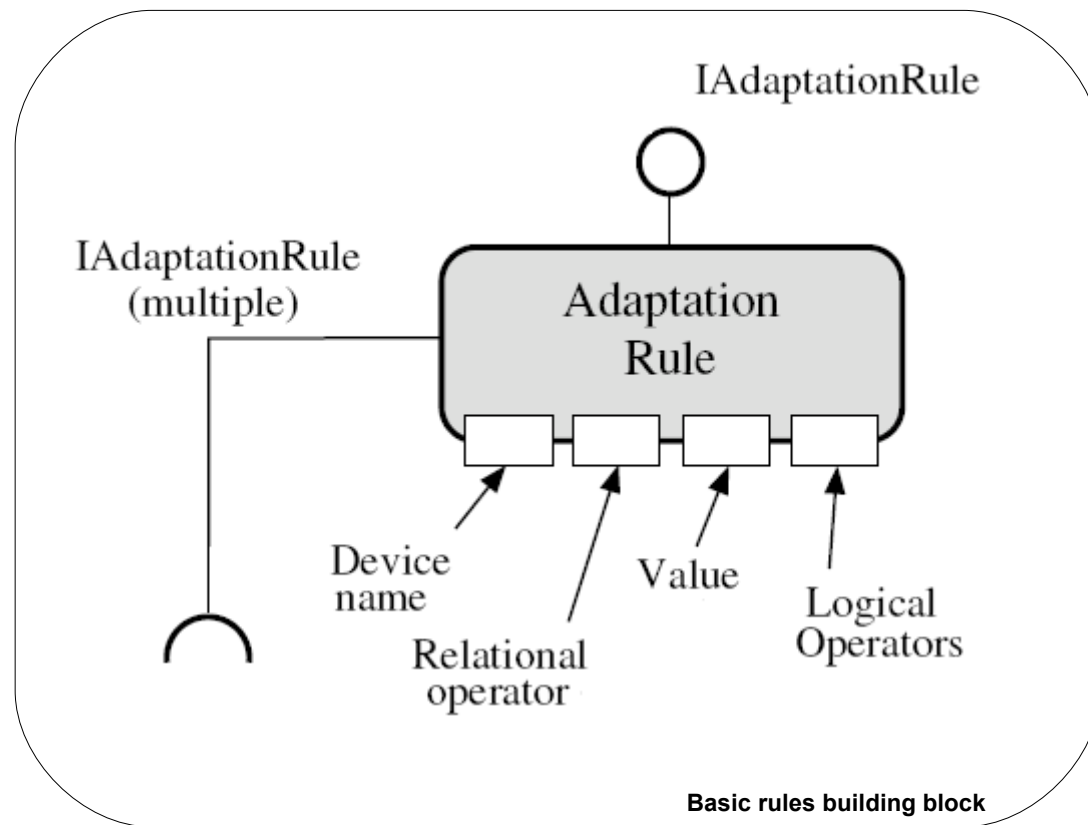 IAdaptationRule
IAdaptationRule
(multiple)
Adaptation
Rule
Device
name
Relational
operator
Value
Logical
Operators
Basic rules building block